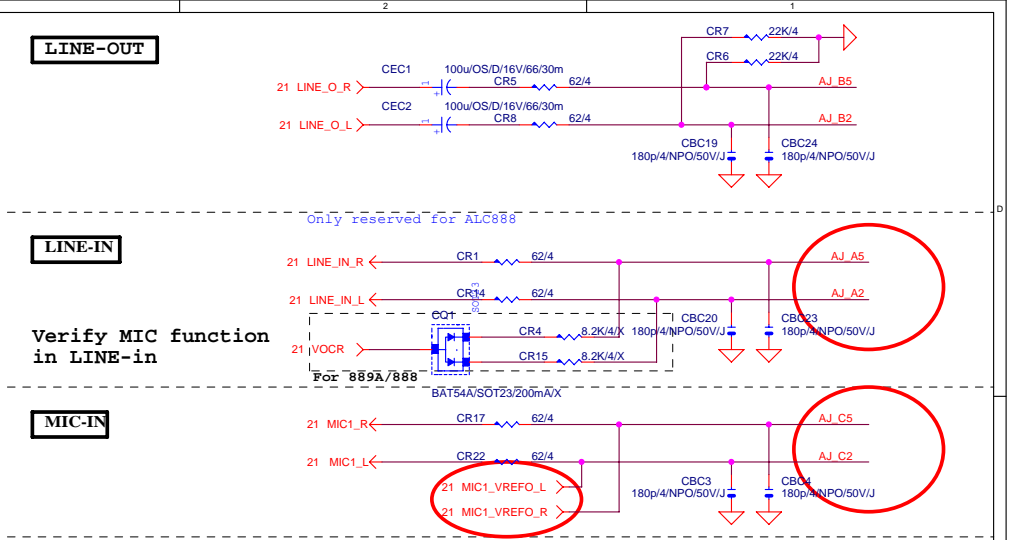 2 1
LINE-OUT
CR7 22K/4
CR6 22K/4
CEC1 100u/OS/D/16V/66/30m
21 LINE_O_R 1 + CR5 62/4 AJ_B5
CEC2 100u/OS/D/16V/66/30m
21 LINE_O_L 1 + CR8 62/4 AJ_B2
CBC19 CBC24
180p/4/NPO/50V/J 180p/4/NPO/50V/J
Only reserved for ALC888
D
LINE-IN
21 LINE_IN_R CR1 62/4 AJ_A5
21 LINE_IN_L CR14 62/4 AJ_A2
SOT23
CQ1 CBC20 CBC23
Verify MIC function
in LINE-in
CR4 8.2K/4/X 180p/4/NPO/50V/J 180p/4/NPO/50V/J
21 VOCR
CR15 8.2K/4/X
For 889A/888
BAT54A/SOT23/200mA/X
MIC-IN
21 MIC1_R CR17 62/4 AJ_C5
21 MIC1_L CR22 62/4 AJ_C2
21 MIC1_VREFO_L CBC3 CBC4
180p/4/NPO/50V/J 180p/4/NPO/50V/J
21 MIC1_VREFO_R